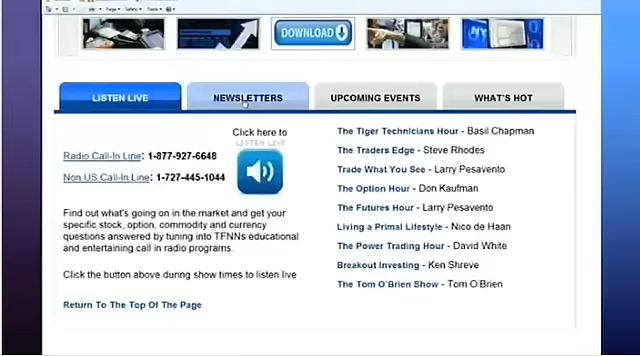 Page Safety Tools
DOWNLOAD
NY
LISTEN LIVE NEWSLETTERS UPCOMING EVENTS WHAT'S HOT
Click here to
LISTEN LIVE
Radio Call-In Line: 1-877-927-6648
Non US Call-In Line: 1-727-445-1044
Find out what's going on in the market and get your
specific stock, option, commodity and currency
questions answered by tuning into TFNNs educational
and entertaining call in radio programs.
Click the button above during show times to listen live
Return To The Top Of The Page
The Tiger Technicians Hour - Basil Chapman
The Traders Edge - Steve Rhodes
Trade What You See - Larry Pesavento
The Option Hour - Don Kaufman
The Futures Hour - Larry Pesavento
Living a Primal Lifestyle - Nico de Haan
The Power Trading Hour - David White
Breakout Investing - Ken Shreve
The Tom O'Brien Show - Tom O'Brien